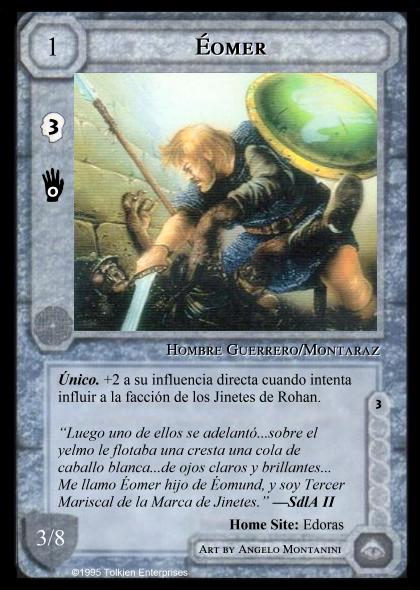 1
ÉOMER
3
0
HOMBRE GUERRERO/MONTARAZ
Único. +2 a su influencia directa cuando intenta
influir a la facción de los Jinetes de Rohan.
3
“Luego uno de ellos se adelantó...sobre el
yelmo le flotaba una cresta una cola de
caballo blanca...de ojos claros y brillantes...
Me llamo Éomer hijo de Éomund, y soy Tercer
Mariscal de la Marca de Jinetes.” —SdlA II
Home Site: Edoras
3/8
ART BY ANGELO MONTANINI
©1995 Tolkien Enterprises